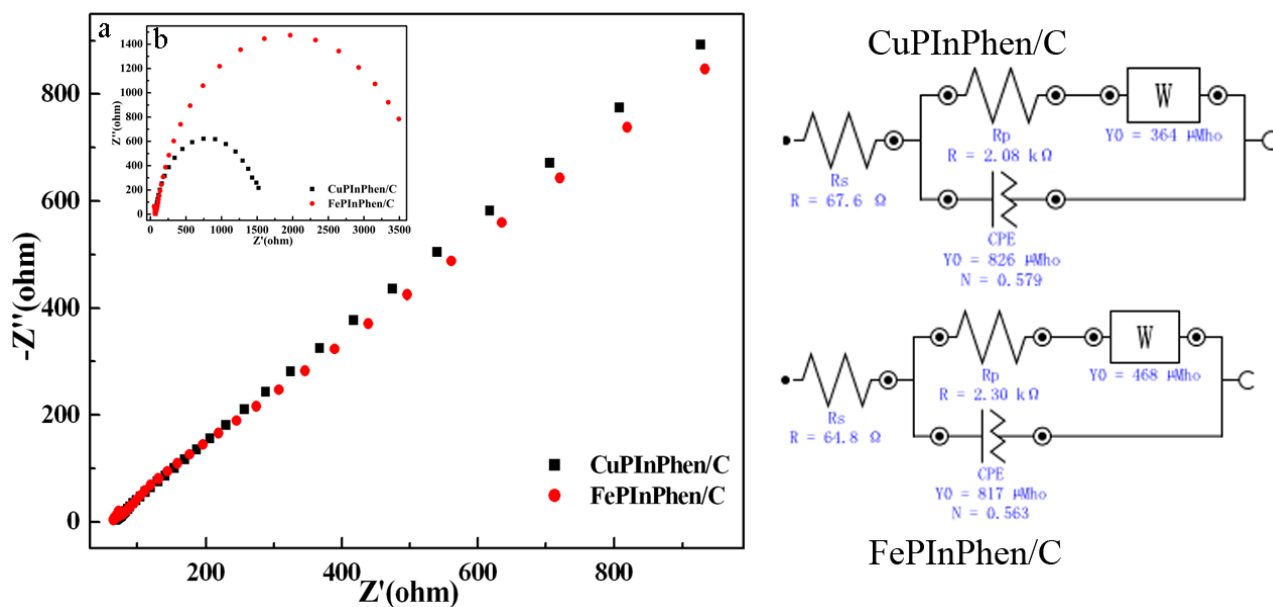 a
-Z''(ohm)
800
600
400
200
0
200
400
600
800
Z'(ohm)
CuPInPhen/C
FePInPhen/C
b
Z''(ohm)
1400
1200
1000
800
600
400
200
0
0
500
1000
1500
2000
2500
3000
3500
Z'(ohm)
CuPInPhen/C
FePInPhen/C
CuPInPhen/C
W
Rp
Y0 = 364 μMho
R = 2.08 kΩ
Rs
R = 67.6 Ω
CPE
Y0 = 826 μMho
N = 0.579
W
Rp
Y0 = 468 μMho
R = 2.30 kΩ
Rs
R = 64.8 Ω
CPE
Y0 = 817 μMho
N = 0.563
FePInPhen/C